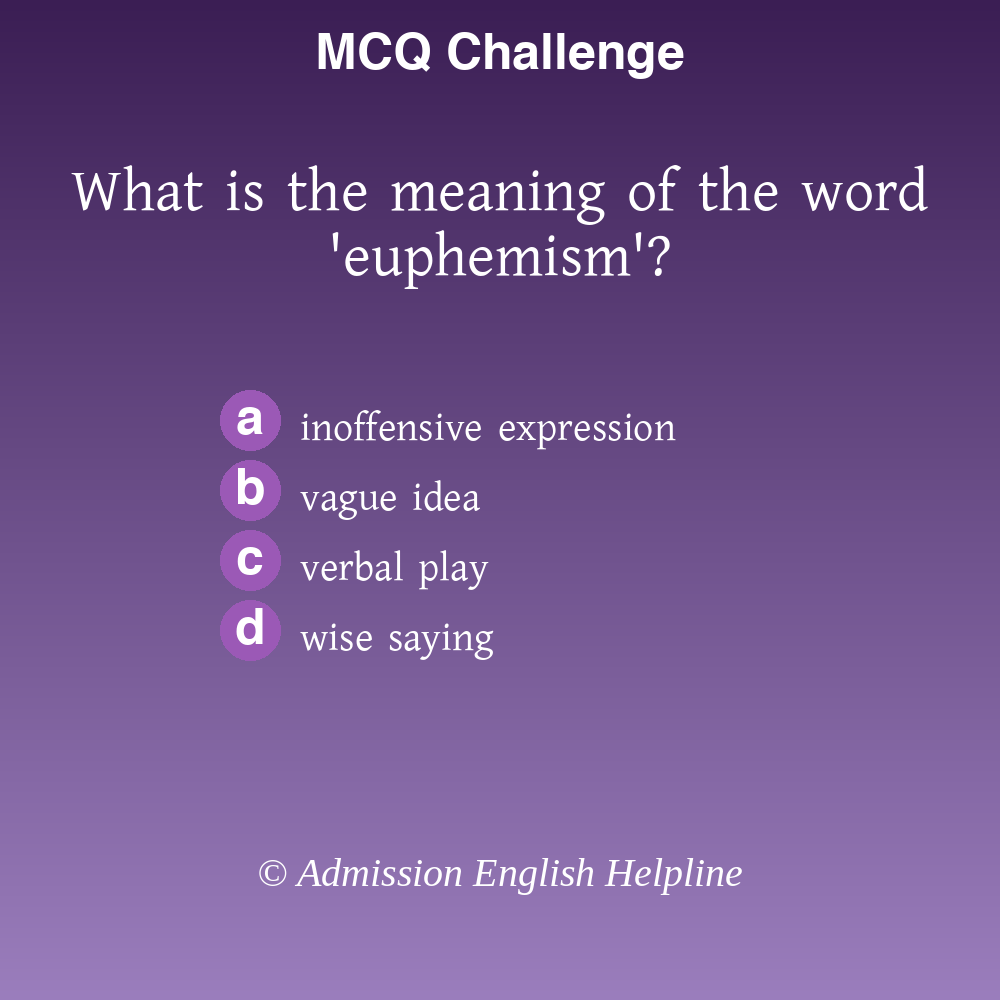 MCQ Challenge
What is the meaning of the word
'euphemism'?
a inoffensive expression
b vague idea
c verbal play
d wise saying
© Admission English Helpline